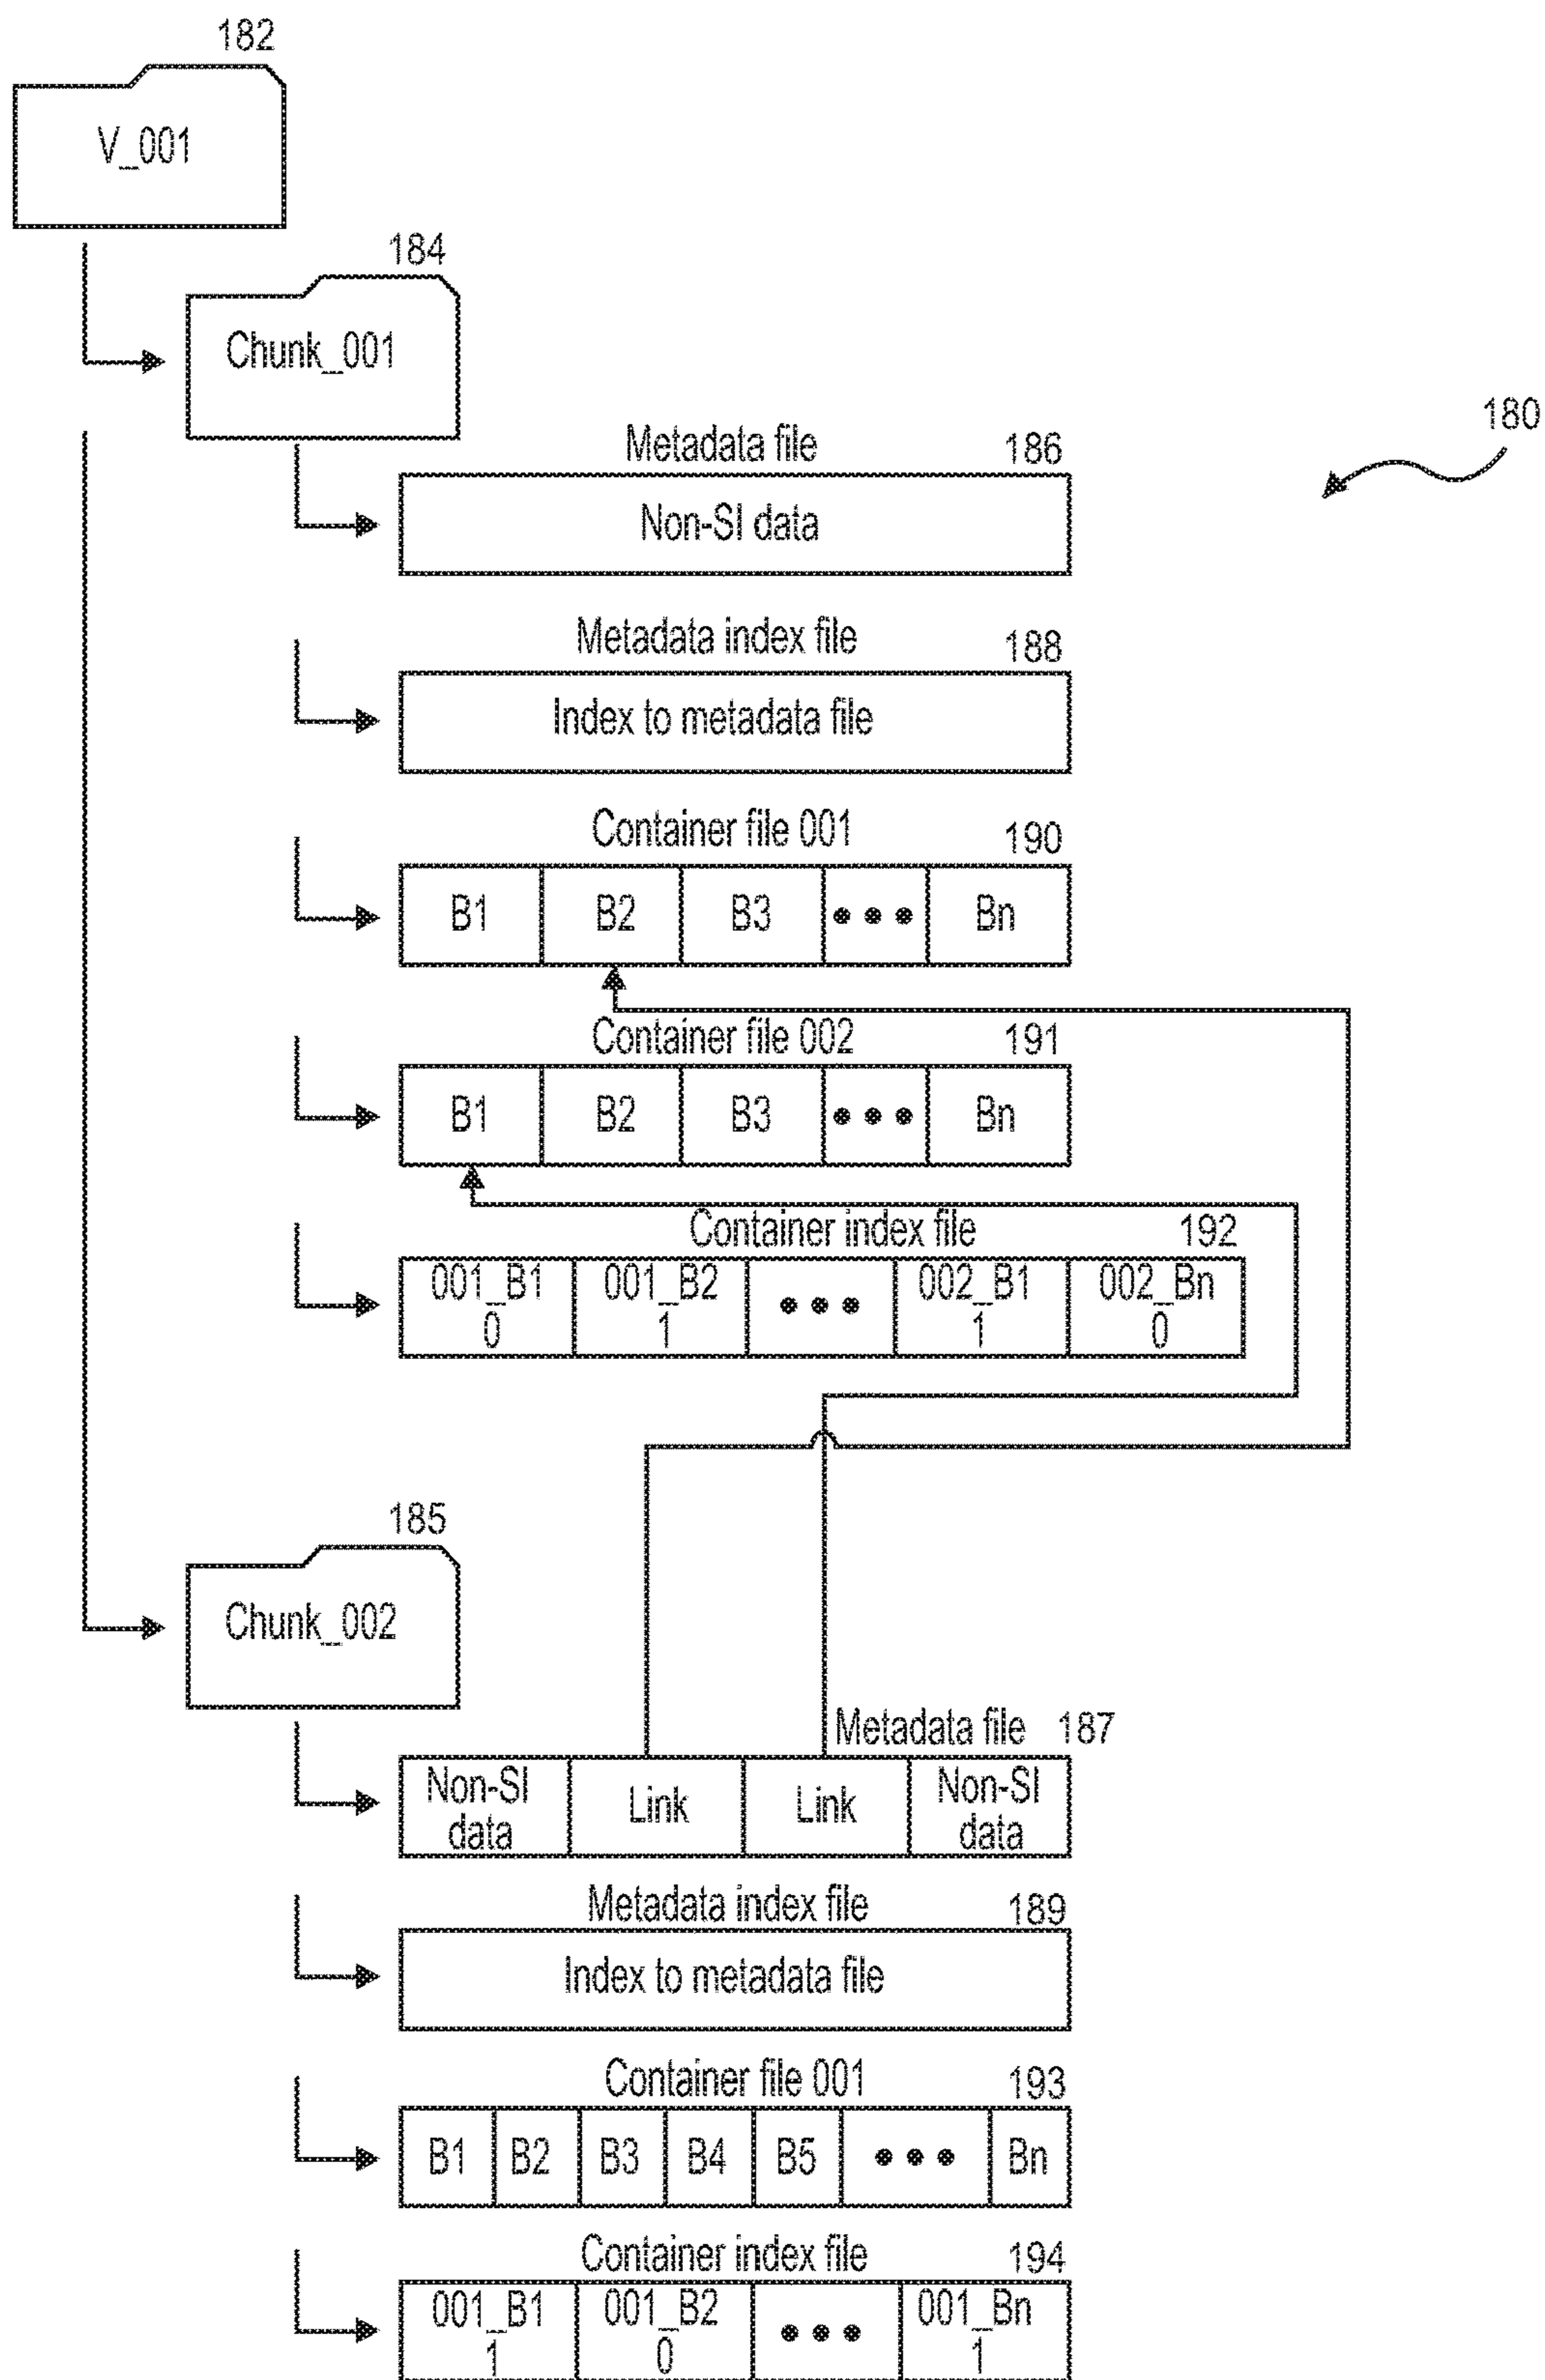 182
V_001
184
Chunk_001
180
Metadata file 186
Non-SI data
Metadata index file 188
Index to metadata file
Container file 001 190
B1 B2 B3 ••• Bn
Container file 002 191
B1 B2 B3 ••• Bn
Container index file 192
001_B1 001_B2 ••• 002_B1 002_Bn
0 1 1 0
185
Chunk_002
Metadata file 187
Non-SI Link Link Non-SI
data data
Metadata index file 189
Index to metadata file
Container file 001 193
B1 B2 B3 B4 B5 ••• Bn
Container index file 194
001_B1 001_B2 ••• 001_Bn
1 0 1